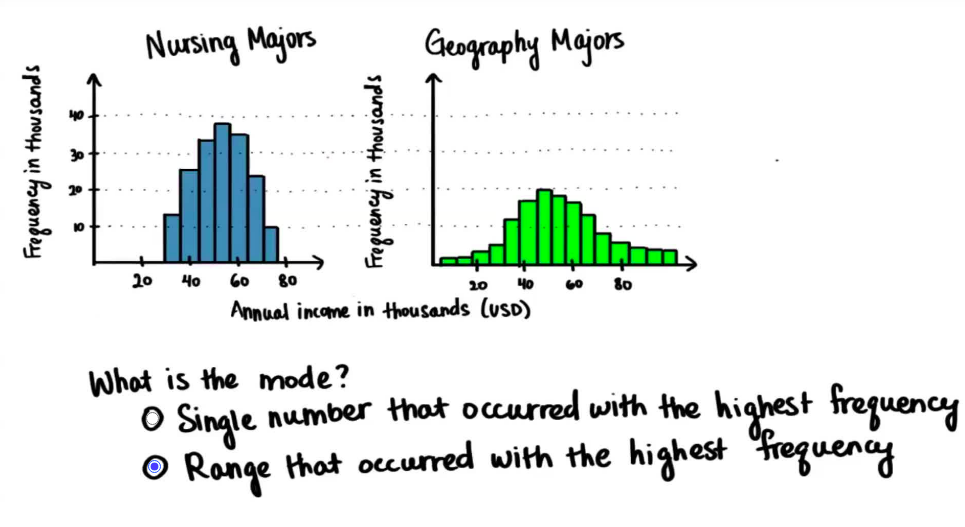 Nursing Majors
Frequency in thousands
40
30
20
10
20 40 60 80
Geography Majors
Frequency in thousands
20 40 60 80
Annual income in thousands (USD)
What is the mode?
Single number that occurred with the highest frequency
Range that occurred with the highest frequency